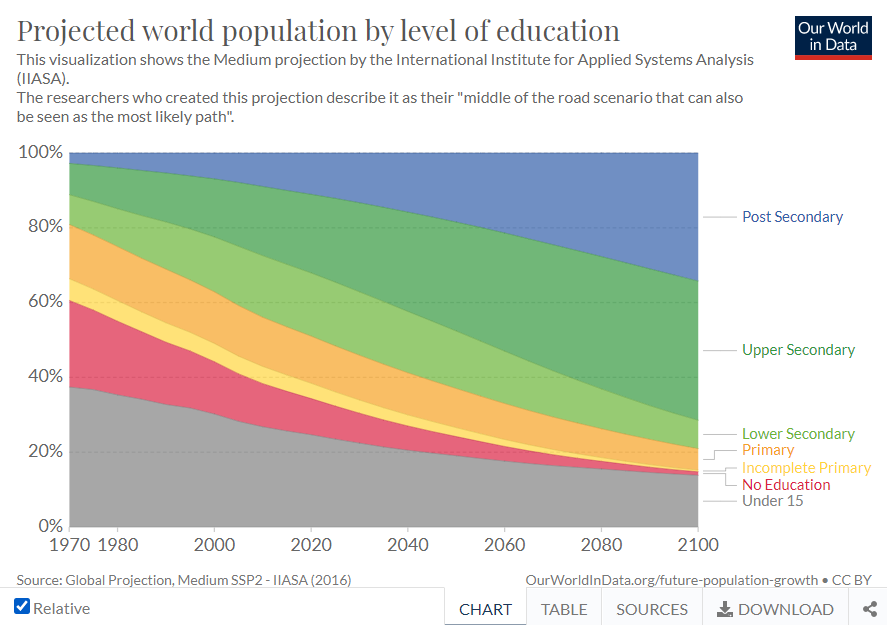 Projected world population by level of education
Our World
in Data
This visualization shows the Medium projection by the International Institute for Applied Systems Analysis
(IIASA).
The researchers who created this projection describe it as their "middle of the road scenario that can also
be seen as the most likely path".
100%
80%
60%
40%
20%
0%
Post Secondary
Upper Secondary
Lower Secondary
Primary
Incomplete Primary
No Education
Under 15
1970 1980 2000 2020 2040 2060 2080 2100
Source: Global Projection, Medium SSP2 - IIASA (2016)
OurWorldInData.org/future-population-growth • CC BY
Relative
CHART TABLE SOURCES DOWNLOAD